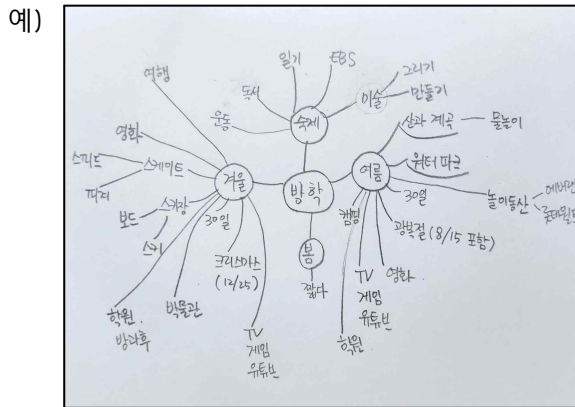 예)
방학
숙제
운동
독서
일기
EBS
미술
그리기
만들기
여름
산과 계곡
물놀이
워터 파크
30일
놀이동산
에버랜
롯데월드
광복절 (8/15 포함)
캠핑
영화
TV
게임
유튜브
학원
봄
짧다
겨울
여행
영화
스케이트
스피드
피겨
스키장
보드
스키
30일
크리스마스
(12/25)
박물관
학원.
방과후
TV
게임
유튜브